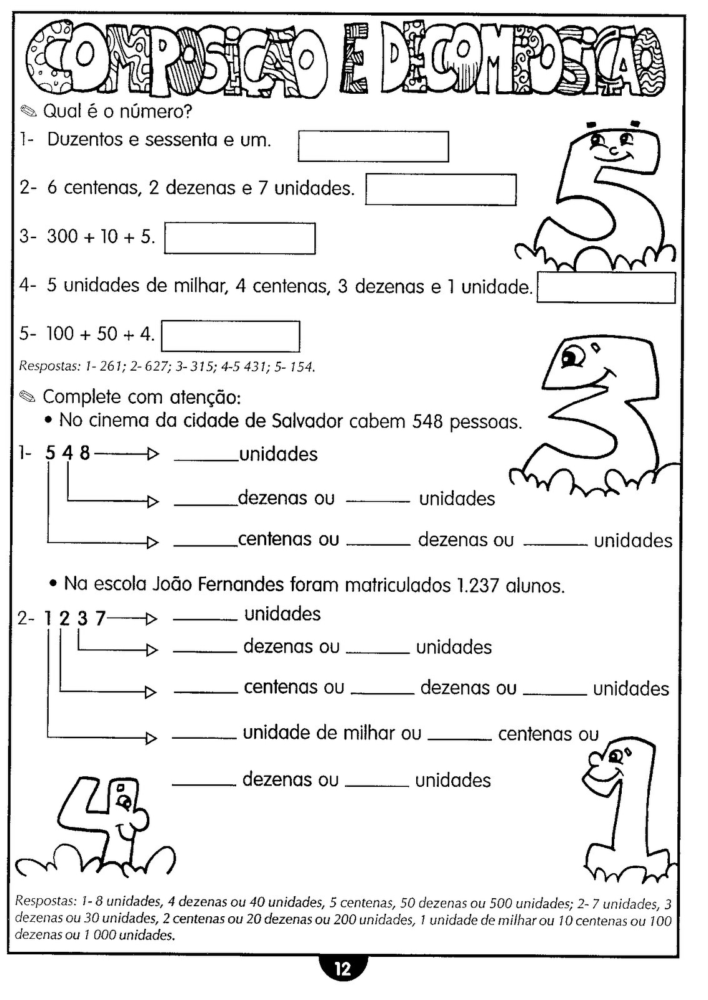 COMPOSIÇÃO E DECOMPOSIÇÃO
Qual é o número?
1- Duzentos e sessenta e um.
2- 6 centenas, 2 dezenas e 7 unidades.
3- 300 + 10 + 5.
4- 5 unidades de milhar, 4 centenas, 3 dezenas e 1 unidade.
5- 100 + 50 + 4.
Respostas: 1- 261; 2- 627; 3- 315; 4-5 431; 5- 154.
Complete com atenção:
• No cinema da cidade de Salvador cabem 548 pessoas.
1- 5 4 8 ______unidades
______dezenas ou ______ unidades
______centenas ou ______ dezenas ou ______ unidades
• Na escola João Fernandes foram matriculados 1.237 alunos.
2- 1 2 3 7 ______ unidades
______ dezenas ou ______ unidades
______ centenas ou ______ dezenas ou ______ unidades
______ unidade de milhar ou ______ centenas ou
______ dezenas ou ______ unidades
Respostas: 1- 8 unidades, 4 dezenas ou 40 unidades, 5 centenas, 50 dezenas ou 500 unidades; 2- 7 unidades, 3
dezenas ou 30 unidades, 2 centenas ou 20 dezenas ou 200 unidades, 1 unidade de milhar ou 10 centenas ou 100
dezenas ou 1 000 unidades.
12